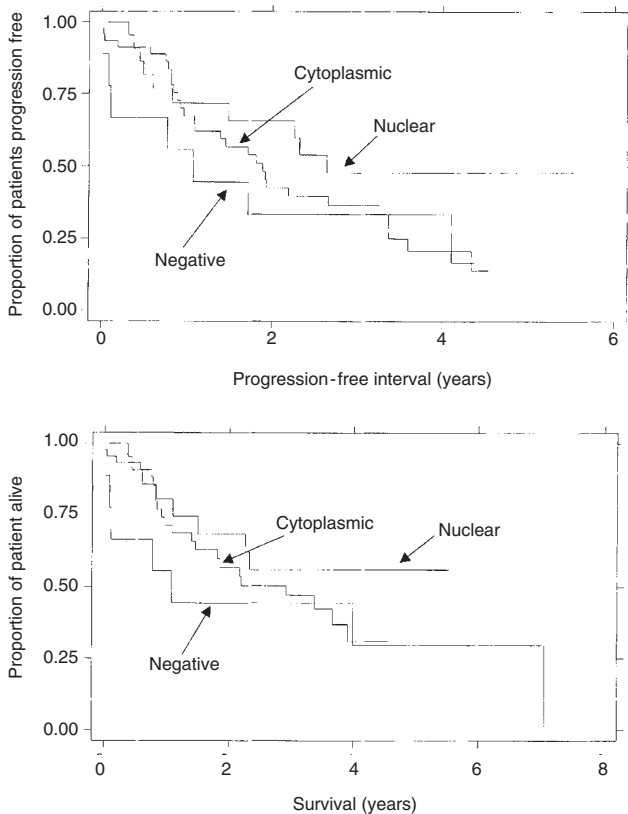 Proportion of patients progression free
1.00
0.75
0.50
0.25
0.00
Cytoplasmic
Nuclear
Negative
0 2 4 6
Progression-free interval (years)
Proportion of patient alive
1.00
0.75
0.50
0.25
0.00
Cytoplasmic
Nuclear
Negative
0 2 4 6 8
Survival (years)